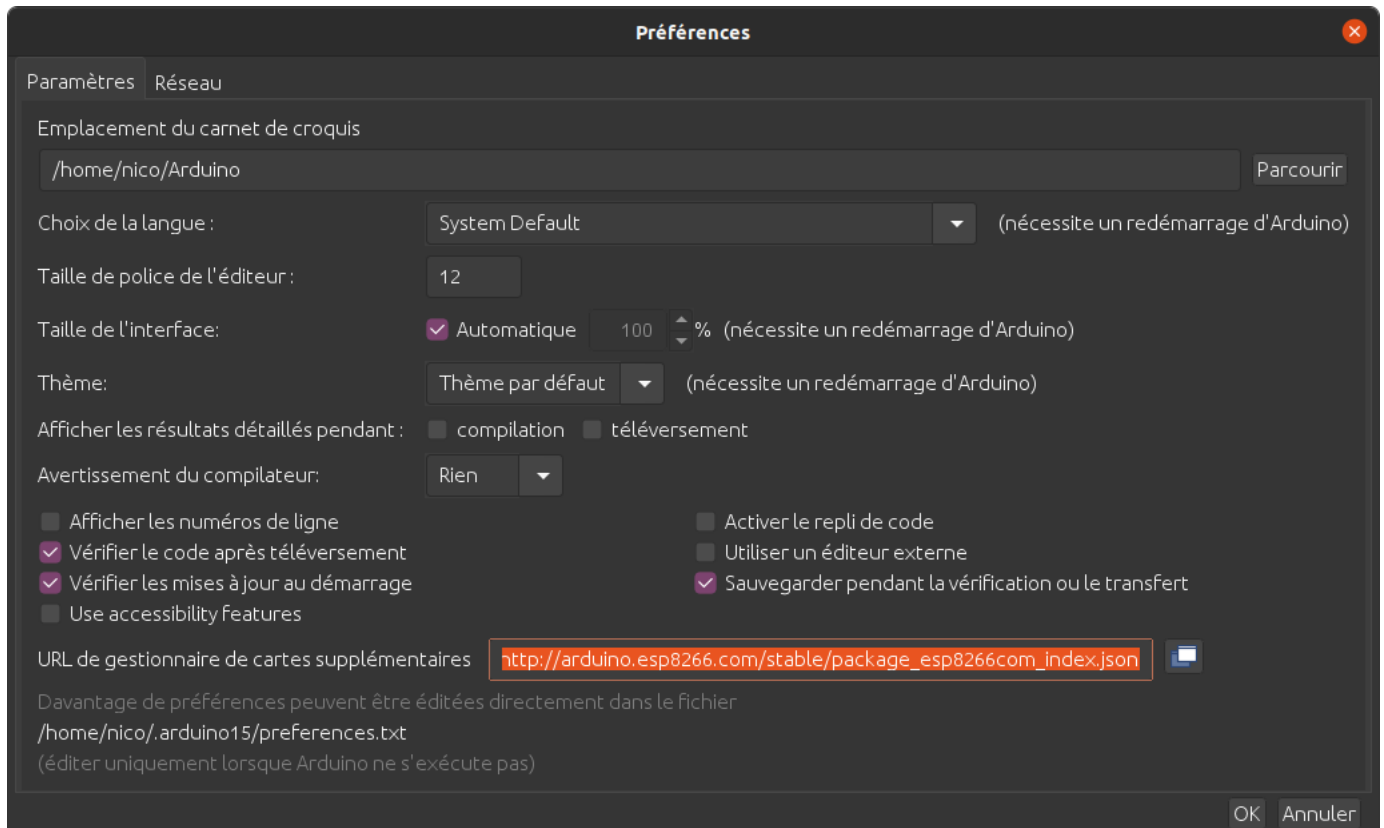 Préférences
Paramètres Réseau
Emplacement du carnet de croquis
/home/nico/Arduino Parcourir
Choix de la langue : System Default (nécessite un redémarrage d'Arduino)
Taille de police de l'éditeur : 12
Taille de l'interface: Automatique 100 % (nécessite un redémarrage d'Arduino)
Thème: Thème par défaut (nécessite un redémarrage d'Arduino)
Afficher les résultats détaillés pendant : compilation téléversement
Avertissement du compilateur: Rien
Afficher les numéros de ligne Activer le repli de code
Vérifier le code après téléversement Utiliser un éditeur externe
Vérifier les mises à jour au démarrage Sauvegarder pendant la vérification ou le transfert
Use accessibility features
URL de gestionnaire de cartes supplémentaires http://arduino.esp8266.com/stable/package_esp8266com_index.json
Davantage de préférences peuvent être éditées directement dans le fichier
/home/nico/.arduino15/preferences.txt
(éditer uniquement lorsque Arduino ne s'exécute pas)
OK Annuler